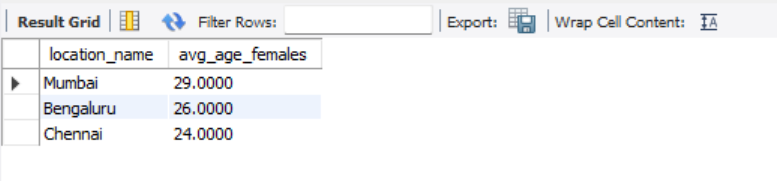 Result Grid Filter Rows: Export: Wrap Cell Content: IA
location_name avg_age_females
Mumbai 29.0000
Bengaluru 26.0000
Chennai 24.0000